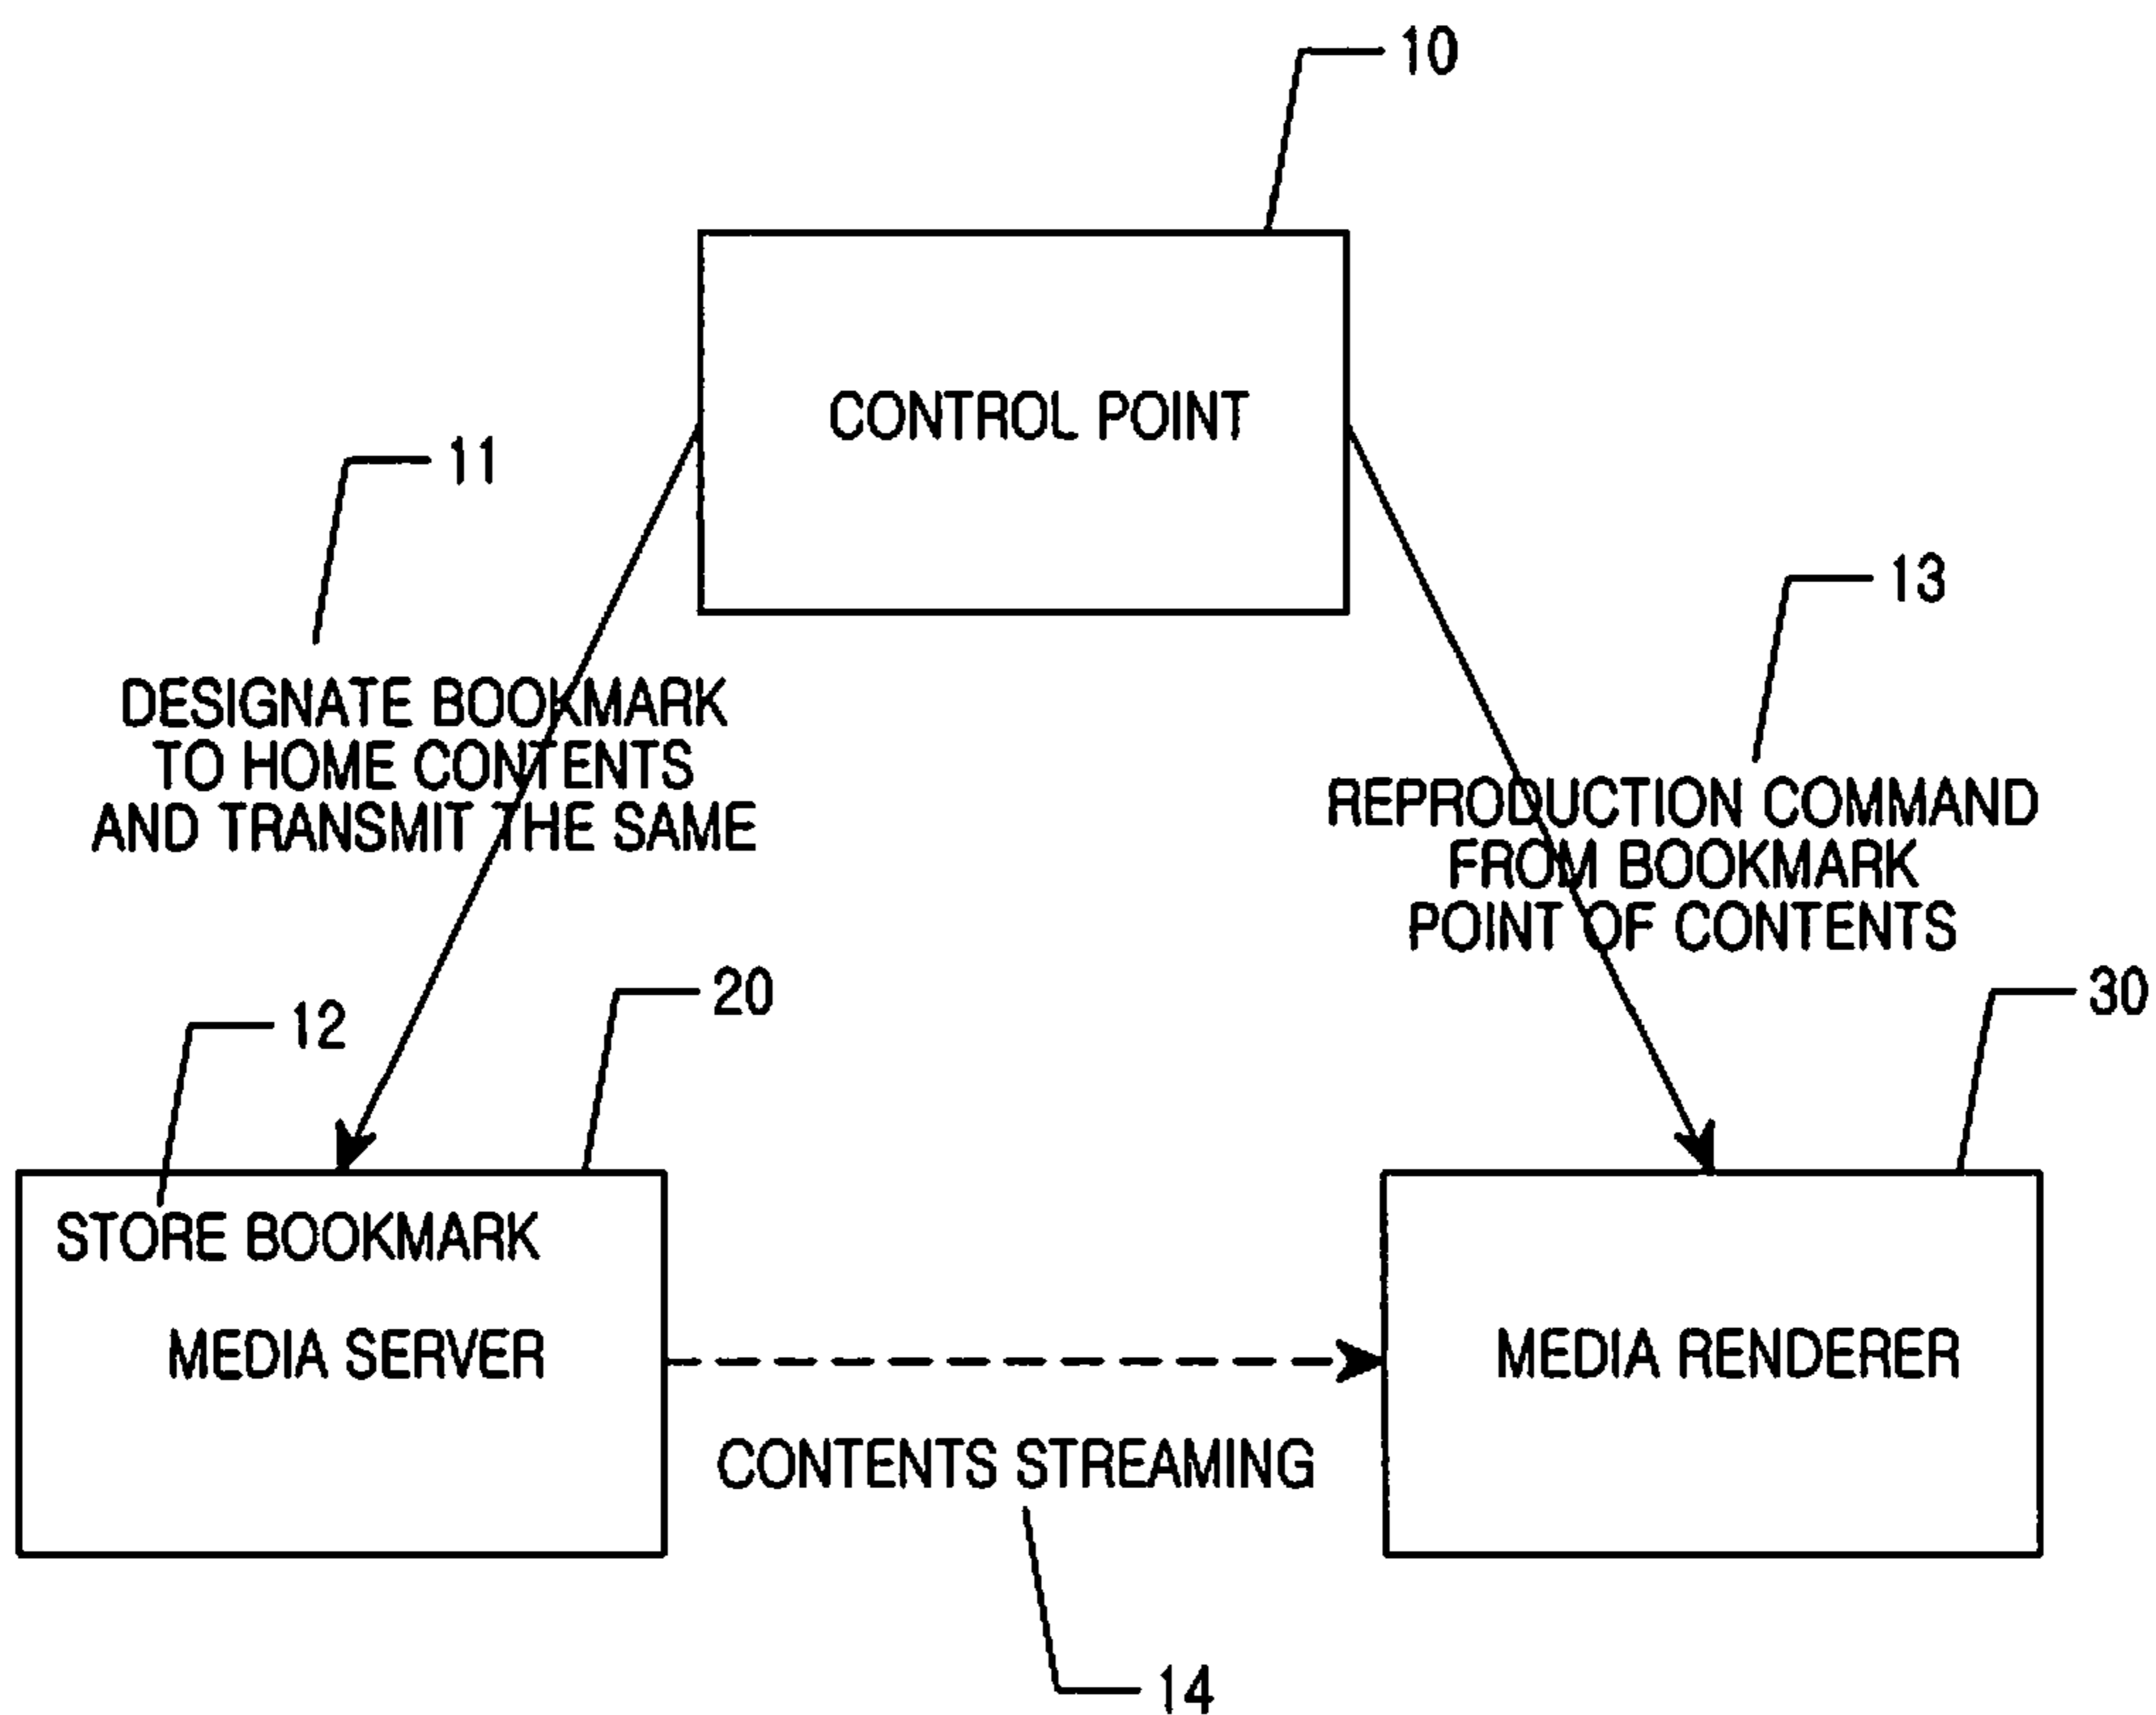 10
CONTROL POINT
11
13
DESIGNATE BOOKMARK
TO HOME CONTENTS
AND TRANSMIT THE SAME
REPRODUCTION COMMAND
FROM BOOKMARK
POINT OF CONTENTS
12
20
30
STORE BOOKMARK
MEDIA SERVER
MEDIA RENDERER
CONTENTS STREAMING
14